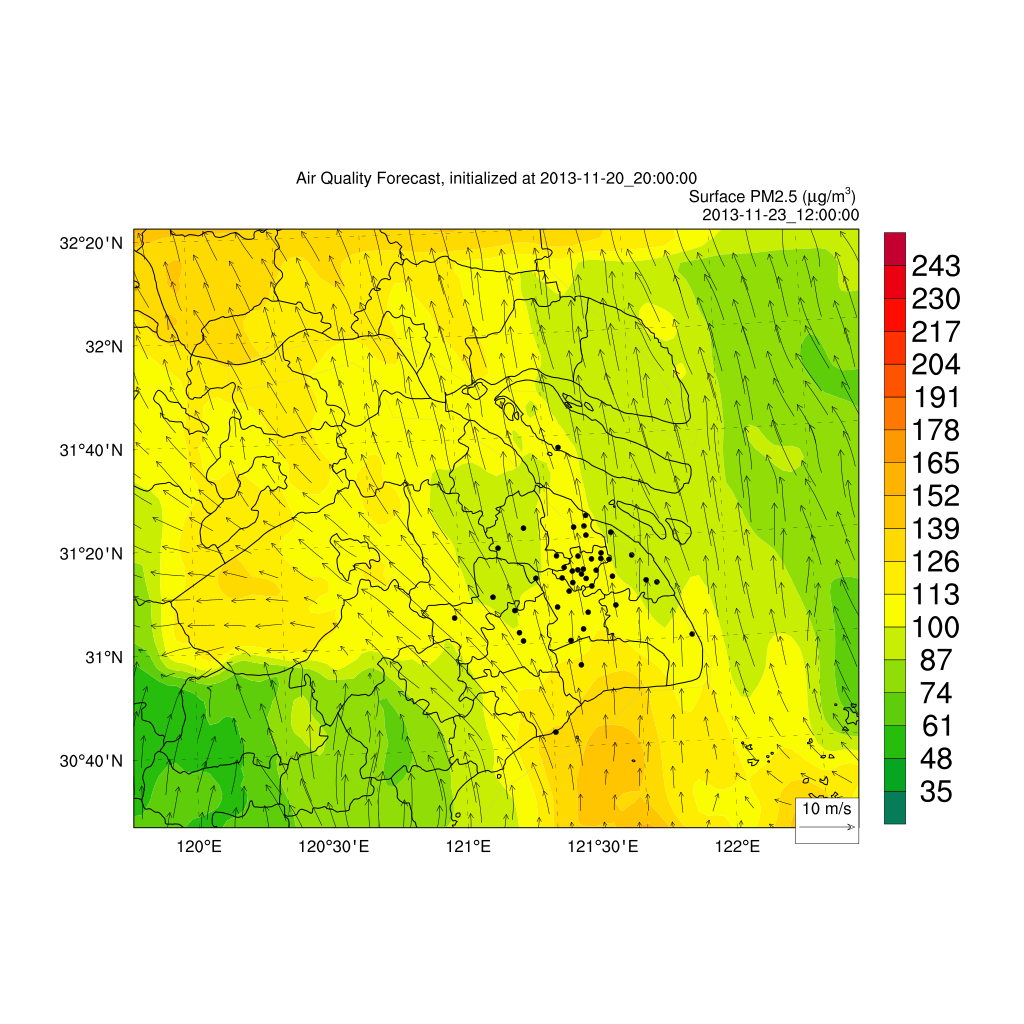 Air Quality Forecast, initialized at 2013-11-20_20:00:00
Surface PM2.5 (μg/m³)
2013-11-23_12:00:00
32°20'N
32°N
31°40'N
31°20'N
31°N
30°40'N
120°E
120°30'E
121°E
121°30'E
122°E
10 m/s
243
230
217
204
191
178
165
152
139
126
113
100
87
74
61
48
35